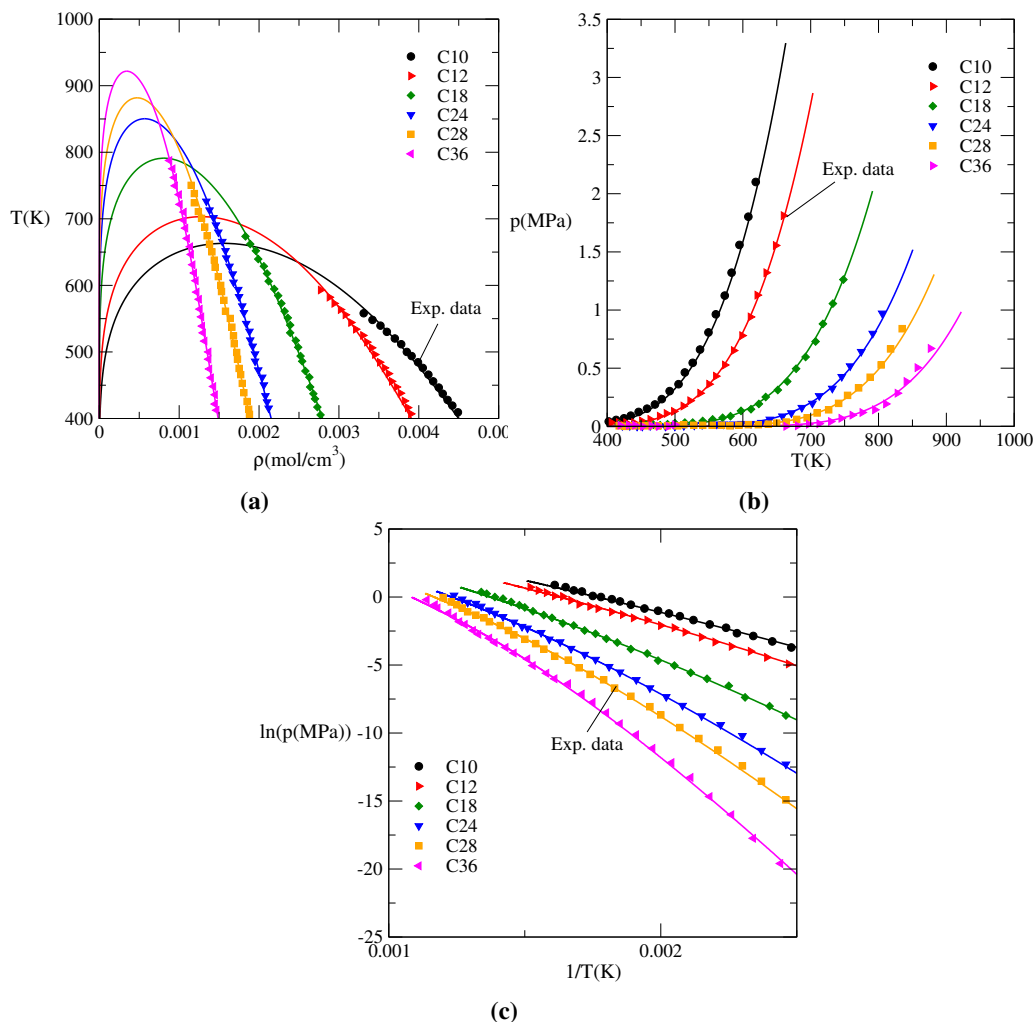 1000
900
800
700
600
500
400
T(K)
0
0.001
0.002
0.003
0.004
0.00
ρ(mol/cm³)
C10
C12
C18
C24
C28
C36
Exp. data
(a)
3.5
3
2.5
2
1.5
1
0.5
0
p(MPa)
400
500
600
700
800
900
1000
T(K)
C10
C12
C18
C24
C28
C36
Exp. data
(b)
5
0
-5
-10
-15
-20
-25
ln(p(MPa))
0.001
0.002
1/T(K)
C10
C12
C18
C24
C28
C36
Exp. data
(c)